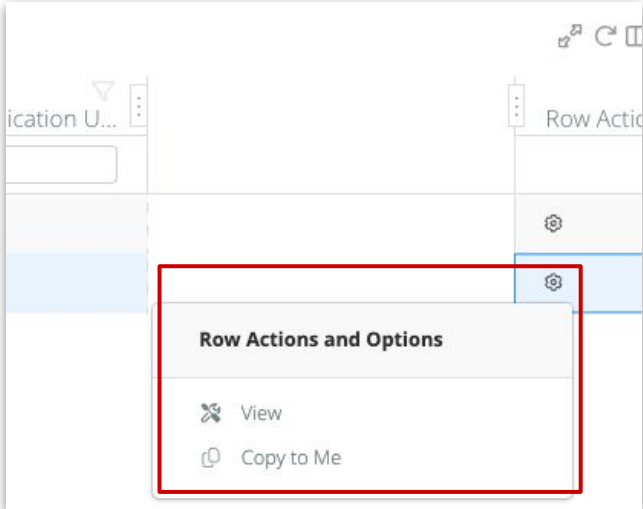 ication U...
Row Actio
Row Actions and Options
View
Copy to Me